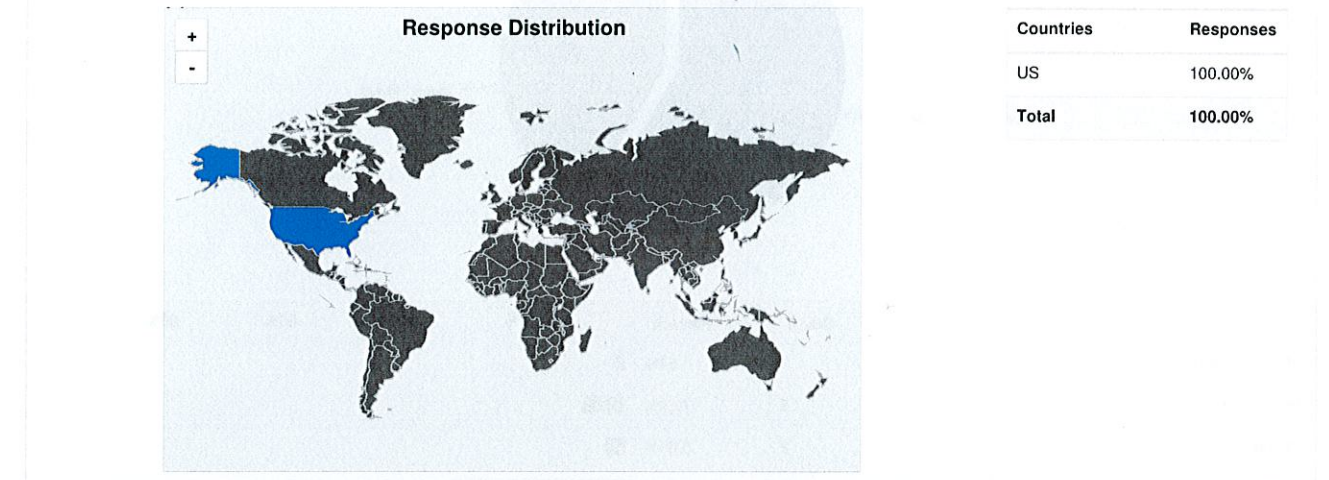 Response Distribution
+
-
Countries Responses
US 100.00%
Total 100.00%